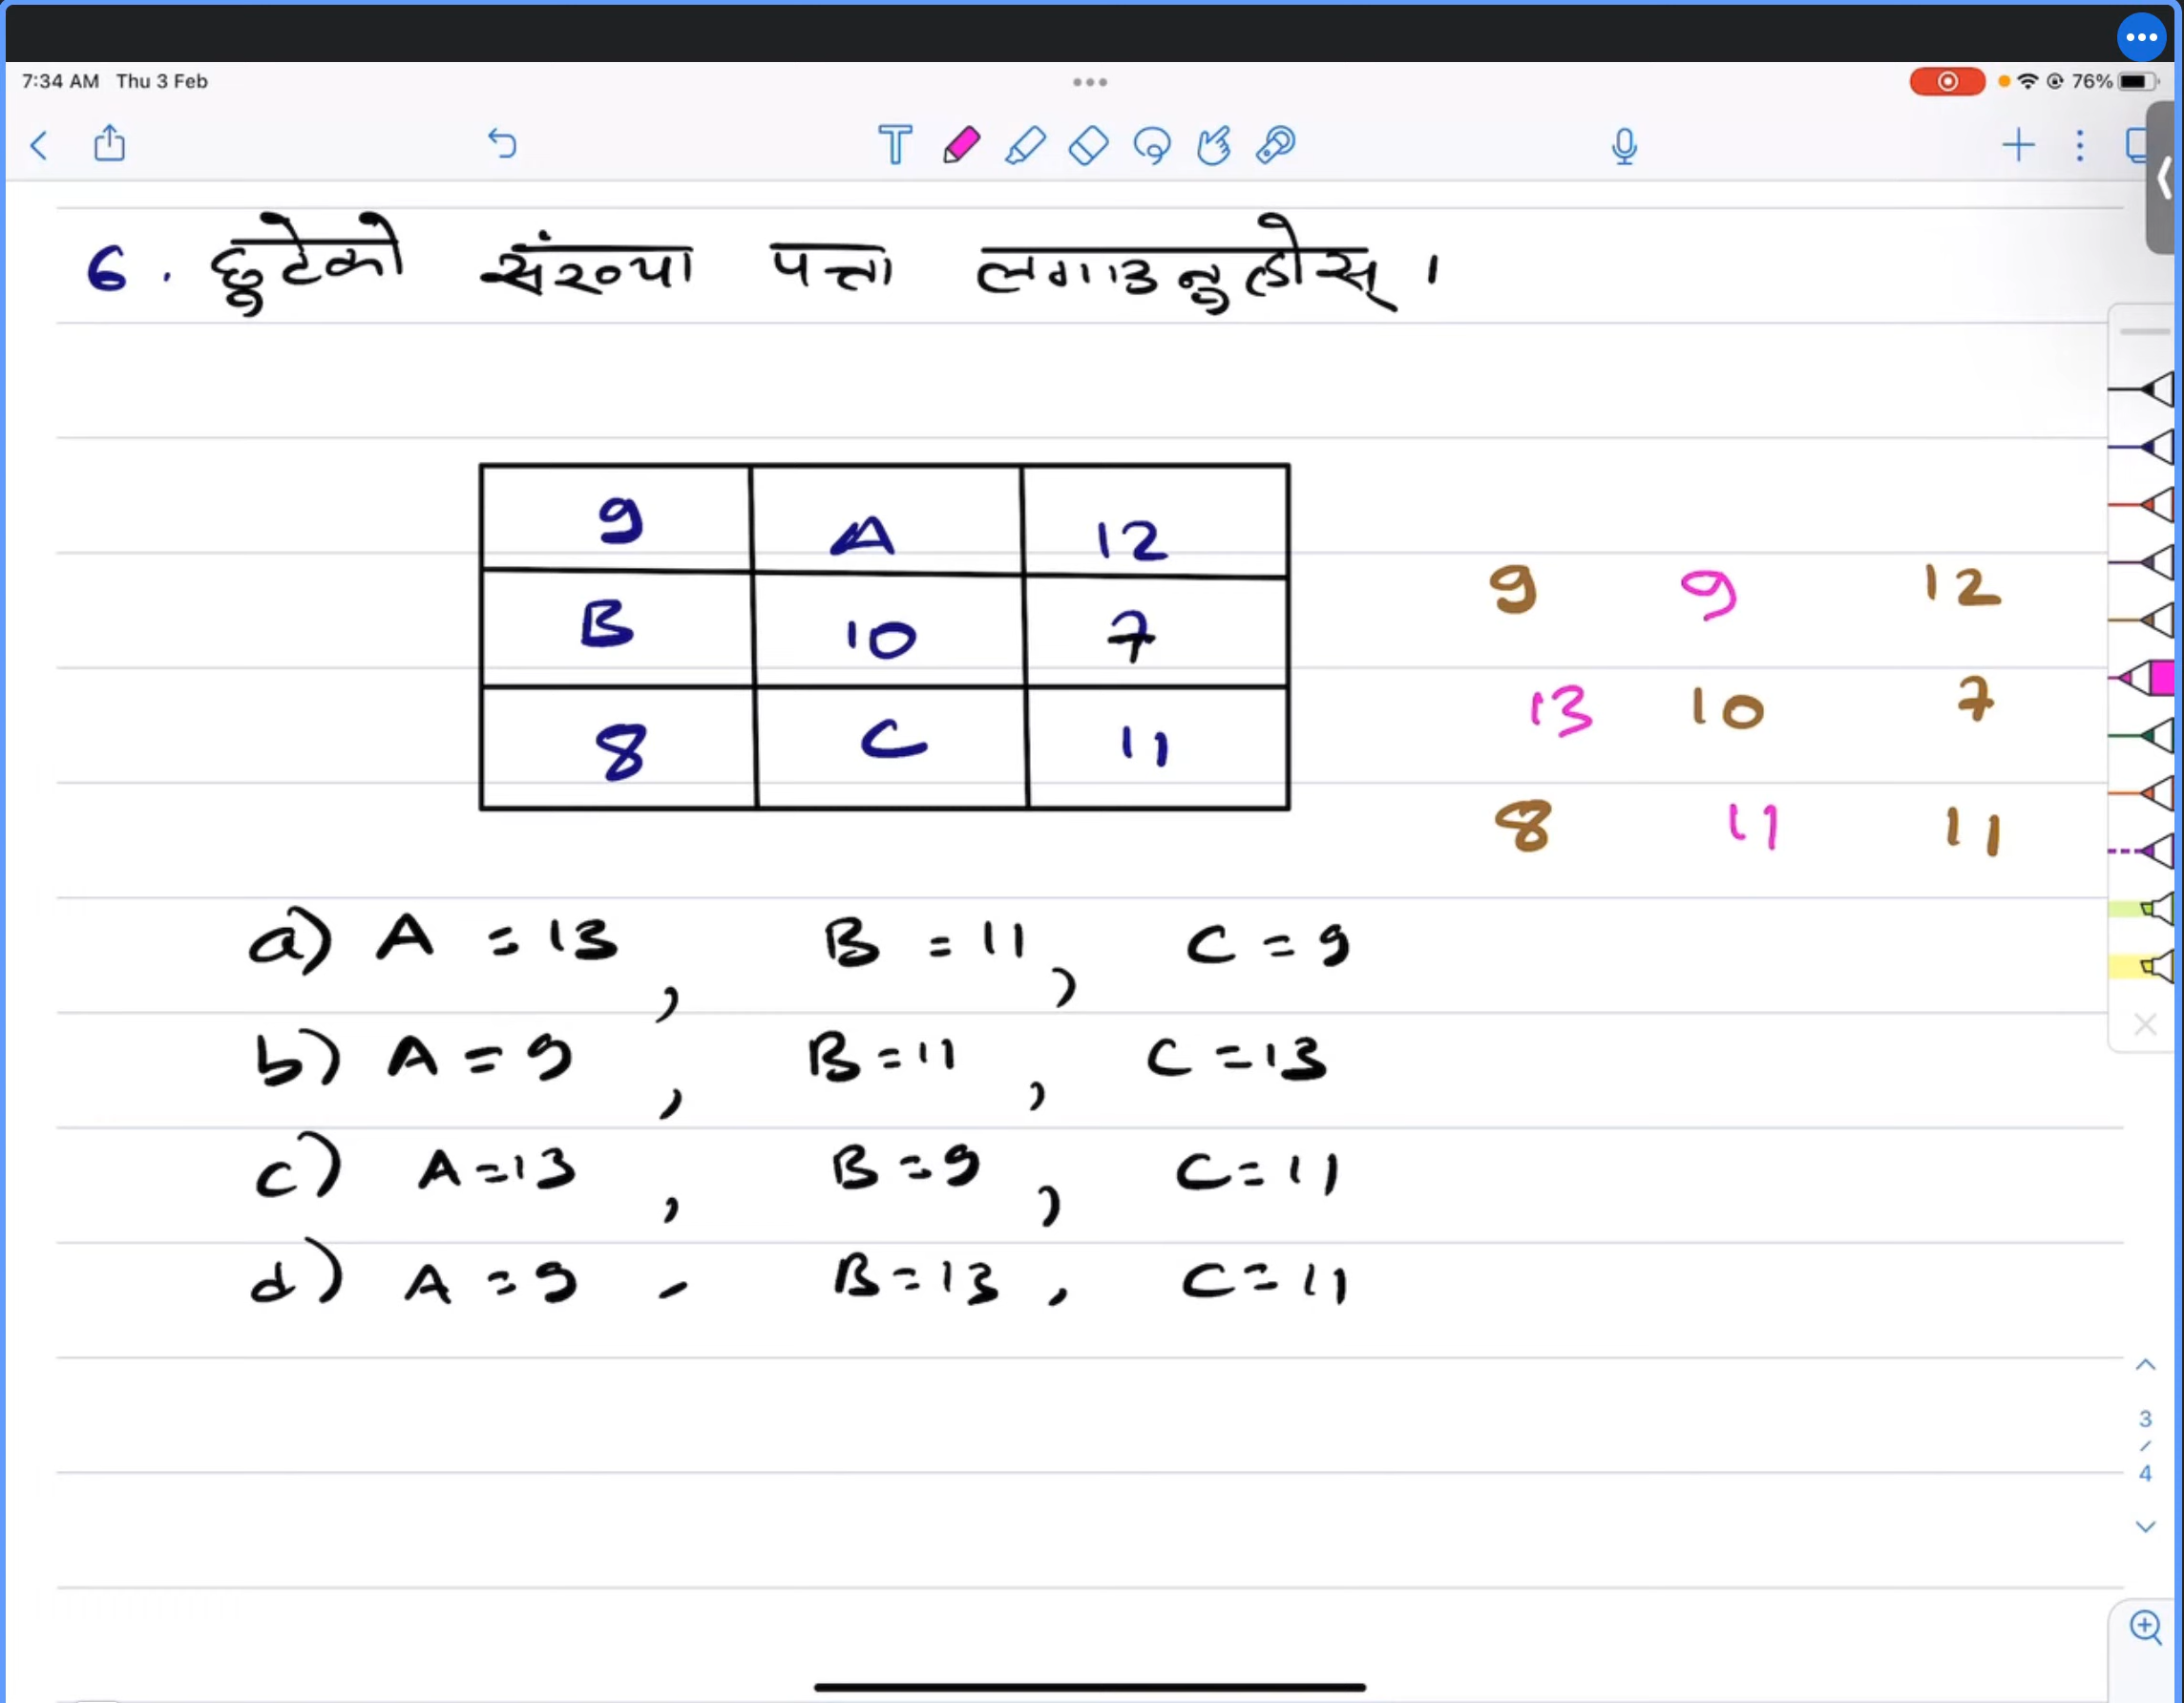 7:34 AM Thu 3 Feb
76%
6. छुटेको संख्या पत्ता लगाउनुहोस् ।
9 A 12
B 10 7
8 C 11
9 9 12
13 10 7
8 11 11
a) A = 13, B = 11, C = 9
b) A = 9, B = 11, C = 13
c) A = 13, B = 9, C = 11
d) A = 9, B = 13, C = 11
3
/
4